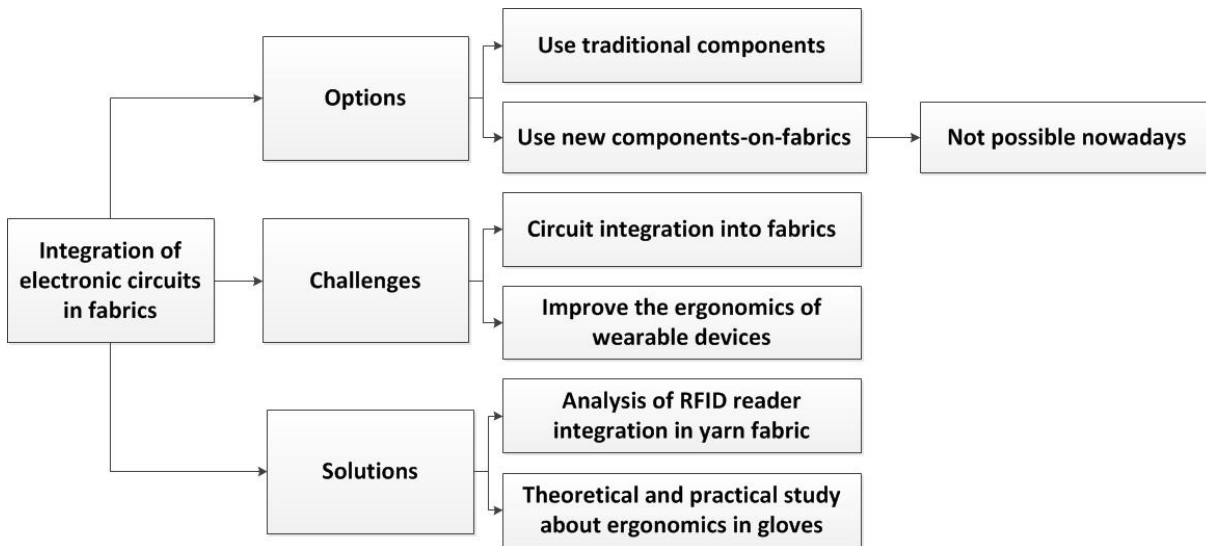 Use traditional components
Options
Use new components-on-fabrics
Not possible nowadays
Integration of
electronic circuits
in fabrics
Challenges
Circuit integration into fabrics
Improve the ergonomics of
wearable devices
Solutions
Analysis of RFID reader
integration in yarn fabric
Theoretical and practical study
about ergonomics in gloves